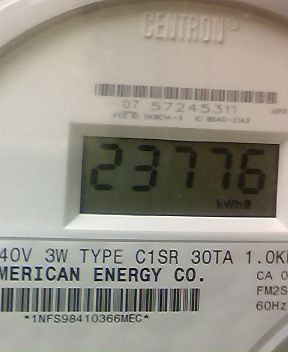 CENTRON®
07 57245311
23776
kWh
40V 3W TYPE C1SR 30TA 1.0K
MERICAN ENERGY CO.
CA 0
FM2S
60Hz
*1NFS98410366MEC*